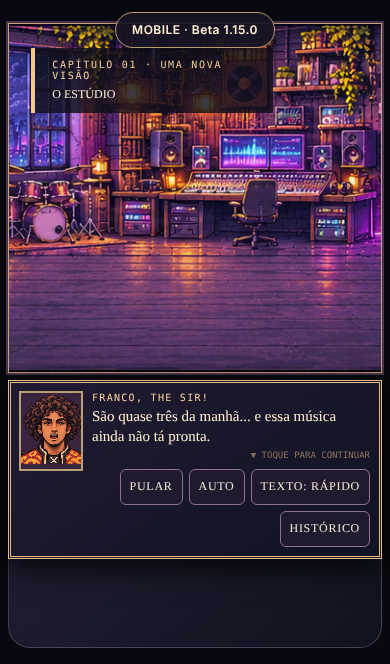 MOBILE · Beta 1.15.0
CAPÍTULO 01 · UMA NOVA
VISÃO
O ESTÚDIO
FRANCO, THE SIR!
São quase três da manhã... e essa música
ainda não tá pronta.
▼ TOQUE PARA CONTINUAR
PULAR
AUTO
TEXTO: RÁPIDO
HISTÓRICO